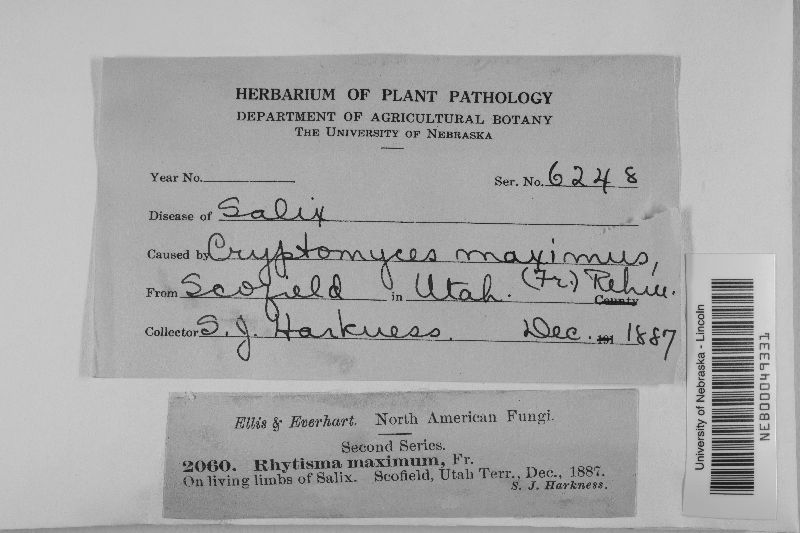 HERBARIUM OF PLANT PATHOLOGY
DEPARTMENT OF AGRICULTURAL BOTANY
THE UNIVERSITY OF NEBRASKA
Year No.
Ser. No. 6248
Disease of Salix
Caused by Cryptomyces maximus,
(Fr.) Rehm.
From Scofield in Utah. County
Collector S. J. Harkness. Dec. 191 1887
Ellis & Everhart. North American Fungi.
Second Series.
2060. Rhytisma maximum, Fr.
On living limbs of Salix. Scofield, Utah Terr., Dec., 1887.
S. J. Harkness.
University of Nebraska - Lincoln
NEB00049331